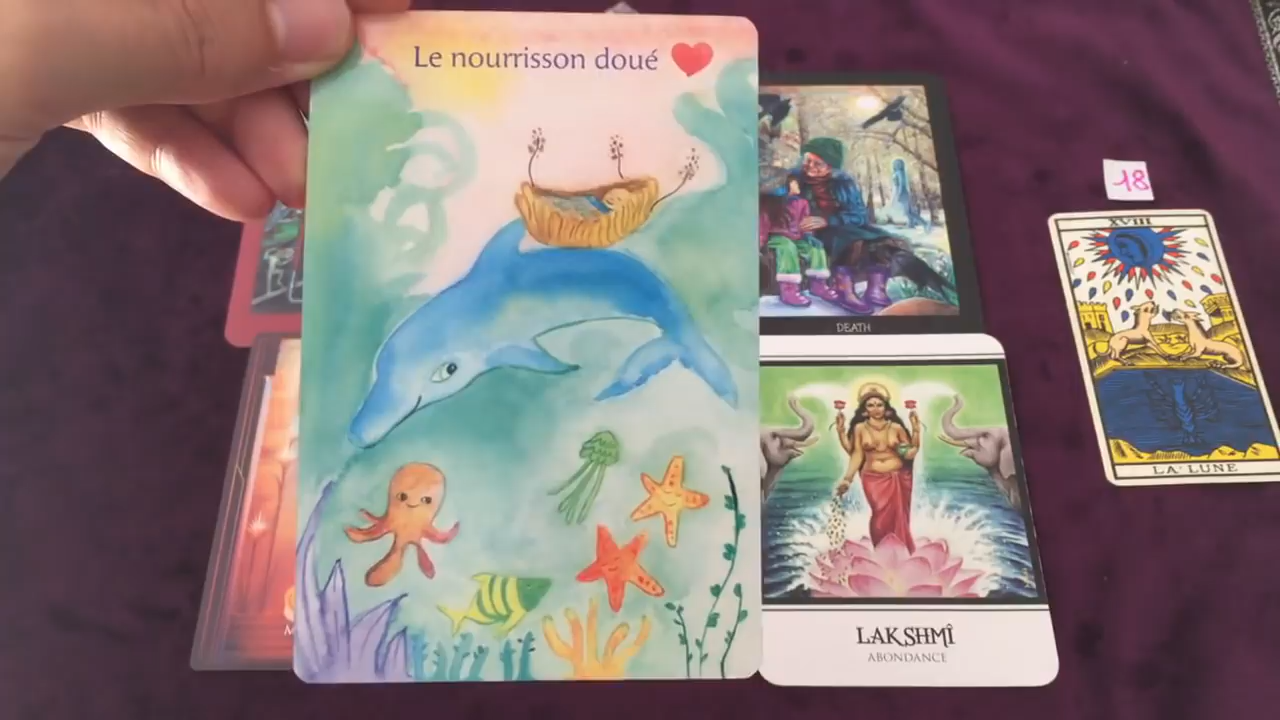 Le nourrisson doué
DEATH
18
XVIII
LA LUNE
LAKSHMÎ
ABONDANCE